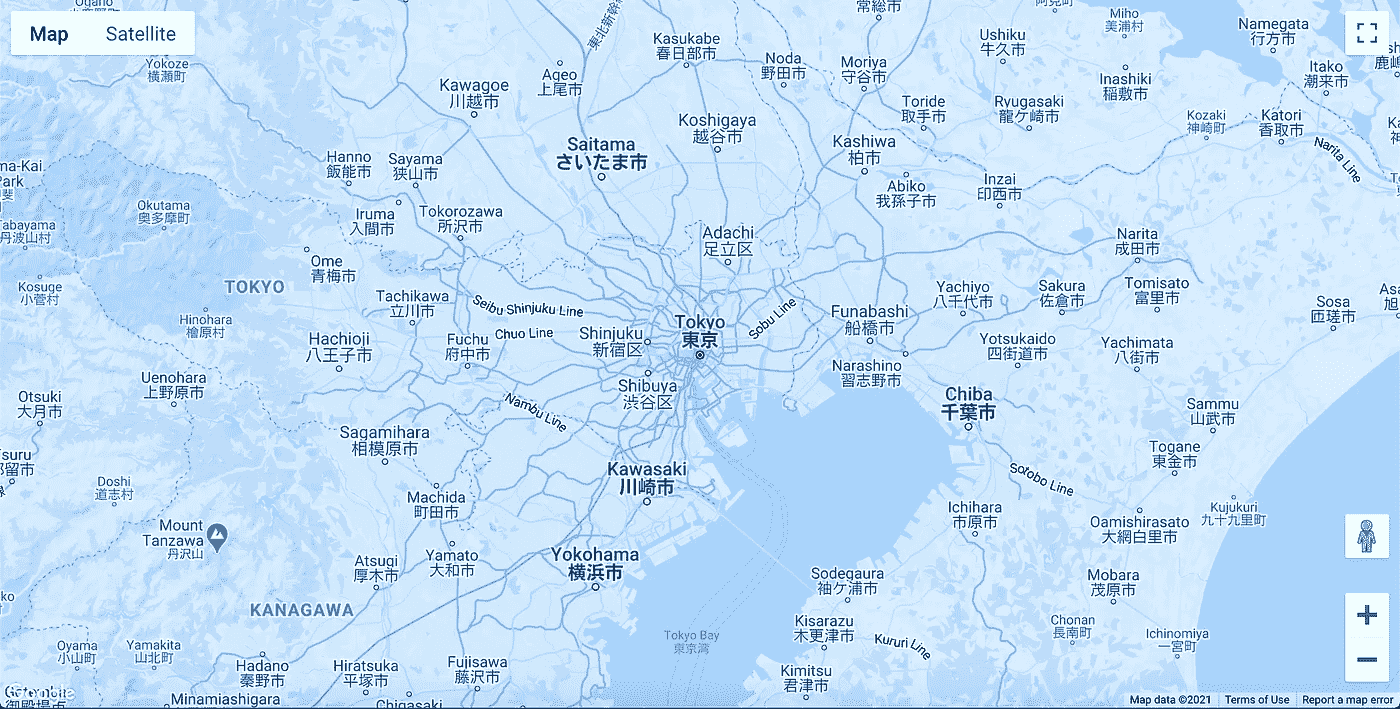 Map
Satellite
Yokoze
横瀬町
Kawagoe
川越市
Ageo
上尾市
Kasukabe
春日部市
Noda
野田市
Moriya
守谷市
常総市
Ushiku
牛久市
Miho
美浦村
Namegata
行方市
Itako
潮来市
Inashiki
稲敷市
Toride
取手市
Ryugasaki
龍ケ崎市
Kozaki
神崎町
Katori
香取市
Narita Line
Koshigaya
越谷市
Saitama
さいたま市
Kashiwa
柏市
Hanno
飯能市
Sayama
狭山市
Abiko
我孫子市
Inzai
印西市
Okutama
奥多摩町
Iruma
入間市
Tokorozawa
所沢市
Adachi
足立区
Narita
成田市
丹波山村
Ome
青梅市
TOKYO
Kosuge
小菅村
Tachikawa
立川市
Seibu Shinjuku Line
Chuo Line
Sobu Line
Yachiyo
八千代市
Sakura
佐倉市
Tomisato
富里市
Sosa
匝瑳市
Hinohara
檜原村
Hachioji
八王子市
Fuchu
府中市
Shinjuku
新宿区
Tokyo
東京
Funabashi
船橋市
Yotsukaido
四街道市
Yachimata
八街市
Uenohara
上野原市
Otsuki
大月市
Shibuya
渋谷区
Narashino
習志野市
Chiba
千葉市
Sammu
山武市
Nambu Line
Sagamihara
相模原市
Togane
東金市
Kawasaki
川崎市
Sotobo Line
Doshi
道志村
Machida
町田市
Ichihara
市原市
Oamishirasato
大網白里市
Kujukuri
九十九里町
Mount
Tanzawa
丹沢山
Atsugi
厚木市
Yamato
大和市
Yokohama
横浜市
Sodegaura
袖ケ浦市
Mobara
茂原市
KANAGAWA
Kisarazu
木更津市
Kururi Line
Chonan
長南町
Ichinomiya
一宮町
Tokyo Bay
東京湾
Oyama
小山町
Yamakita
山北町
Hadano
秦野市
Hiratsuka
平塚市
Fujisawa
藤沢市
Kimitsu
君津市
Minamiashigara
Chigasaki
Map data ©2021
Terms of Use
Report a map error